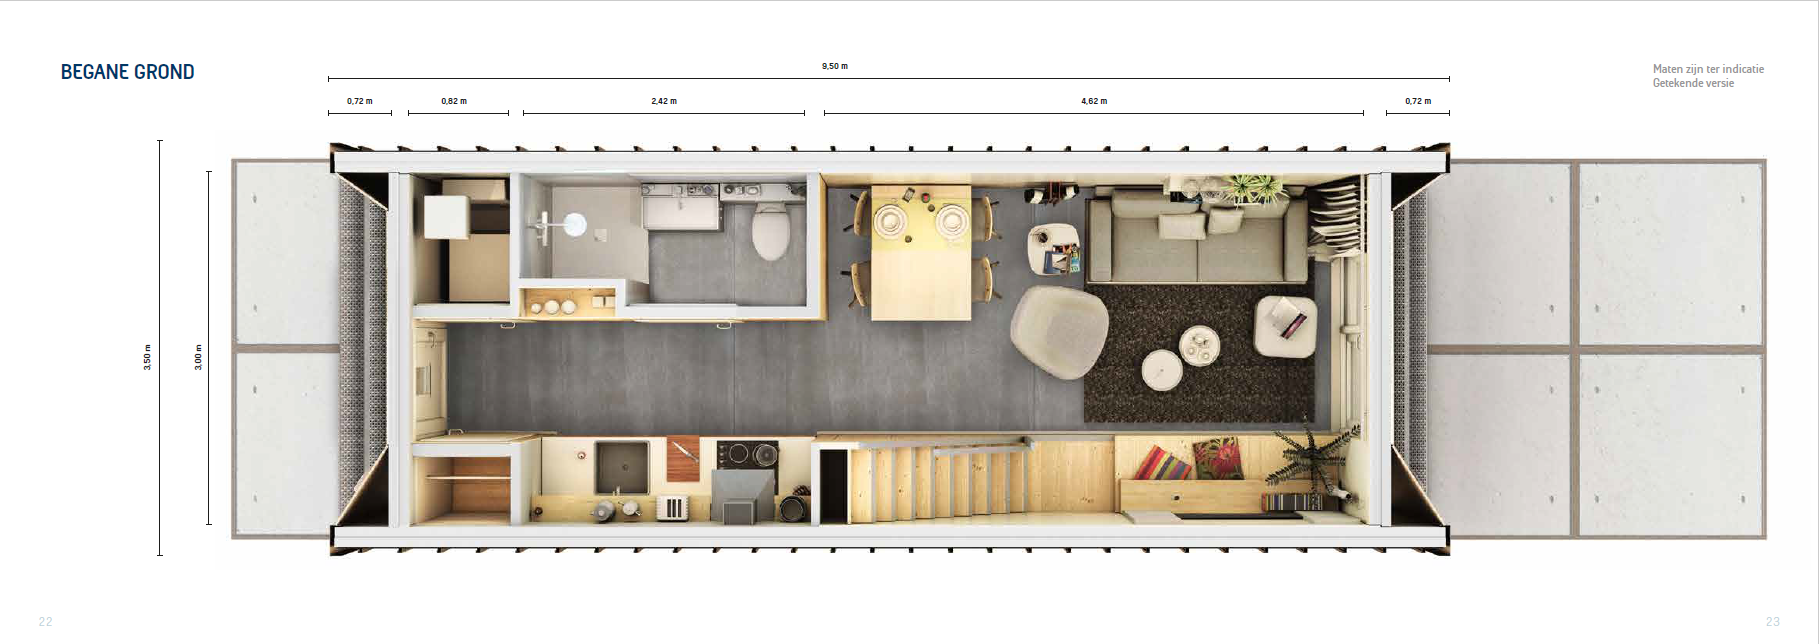 BEGANE GROND
9,50 m
Maten zijn ter indicatie
Getekende versie
0,72 m
0,82 m
2,42 m
4,62 m
0,72 m
3,50 m
3,00 m
22
23